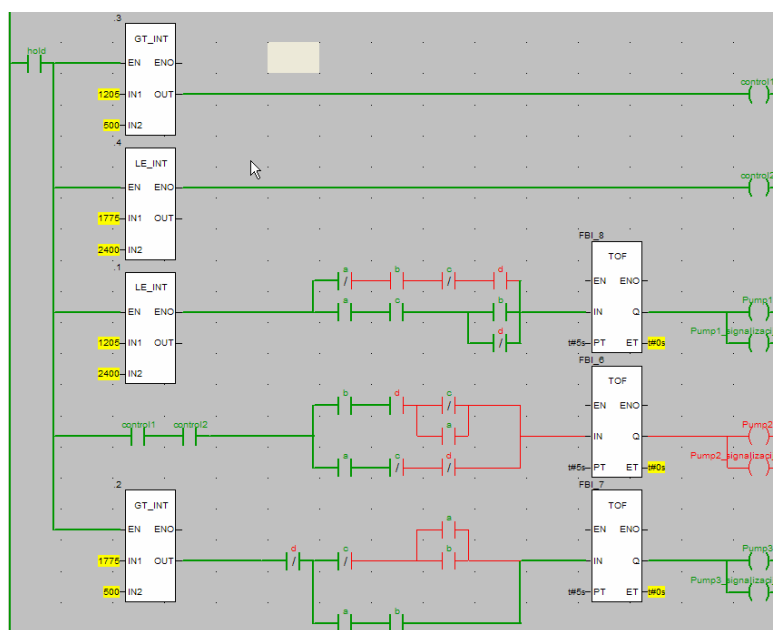 .3
GT_INT
hold
EN ENO
1205 IN1 OUT control1
500 IN2
.4
LE_INT
EN ENO control2
1775 IN1 OUT
2400 IN2
FBI_8
.1
LE_INT a b c d TOF
EN ENO
a c b
EN ENO IN Q Pump1
d Pump1_signalizacij
1205 IN1 OUT t#5s PT ET t#0s
2400 IN2 FBI_6
TOF
b d c
EN ENO
control1 control2 a Pump2
IN Q
a c d Pump2_signalizacij
t#5s PT ET t#0s
.2 FBI_7
GT_INT TOF
a
EN ENO EN ENO
d c b Pump3
1775 IN1 OUT IN Q
Pump3_signalizacij
500 IN2 t#5s PT ET t#0s
a b